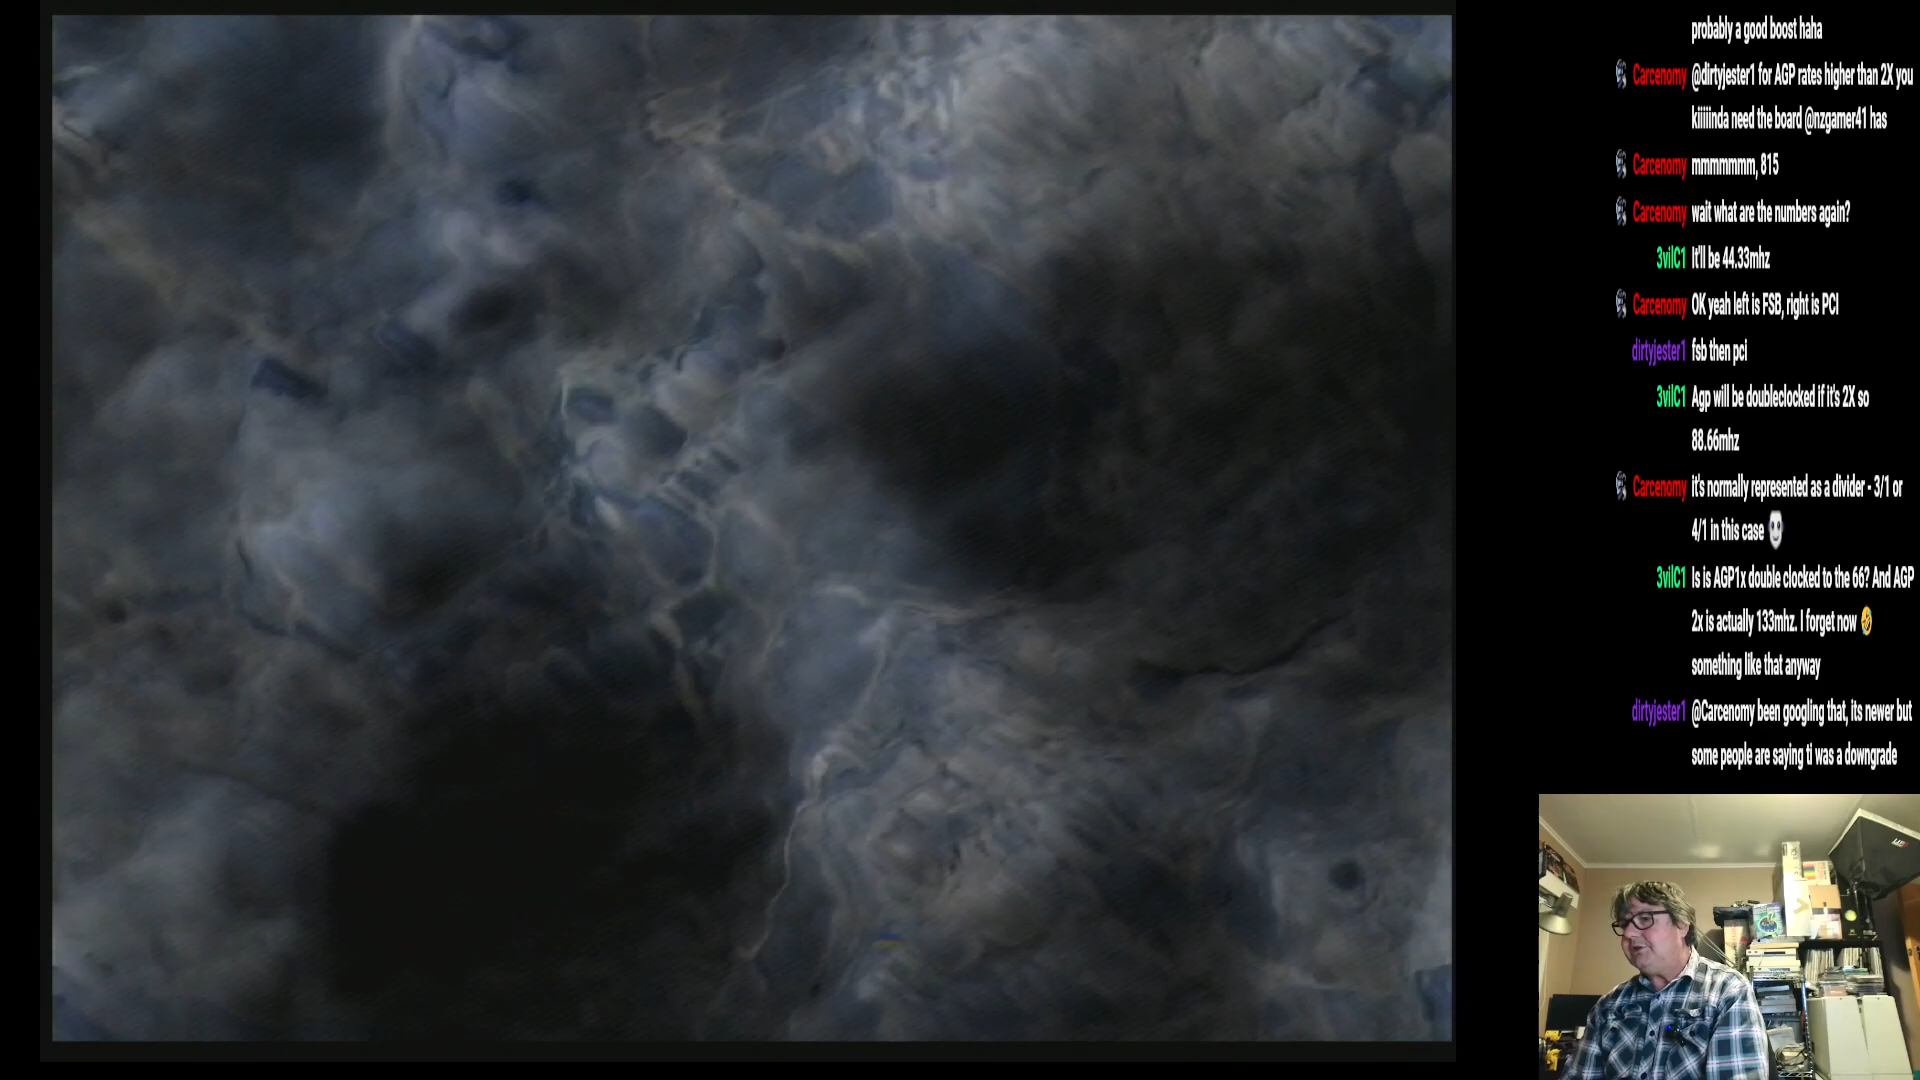 probably a good boost haha
Carcenomy @dirtyjester1 for AGP rates higher than 2X you
kiiiiinda need the board @nzgamer41 has
Carcenomy mmmmmmm, 815
Carcenomy wait what are the numbers again?
3vilC1 It'll be 44.33mhz
Carcenomy OK yeah left is FSB, right is PCI
dirtyjester1 fsb then pci
3vilC1 Agp will be doubleclocked if it's 2X so
88.66mhz
Carcenomy it's normally represented as a divider - 3/1 or
4/1 in this case
3vilC1 Is is AGP1x double clocked to the 66? And AGP
2x is actually 133mhz. I forget now
something like that anyway
dirtyjester1 @Carcenomy been googling that, its newer but
some people are saying ti was a downgrade